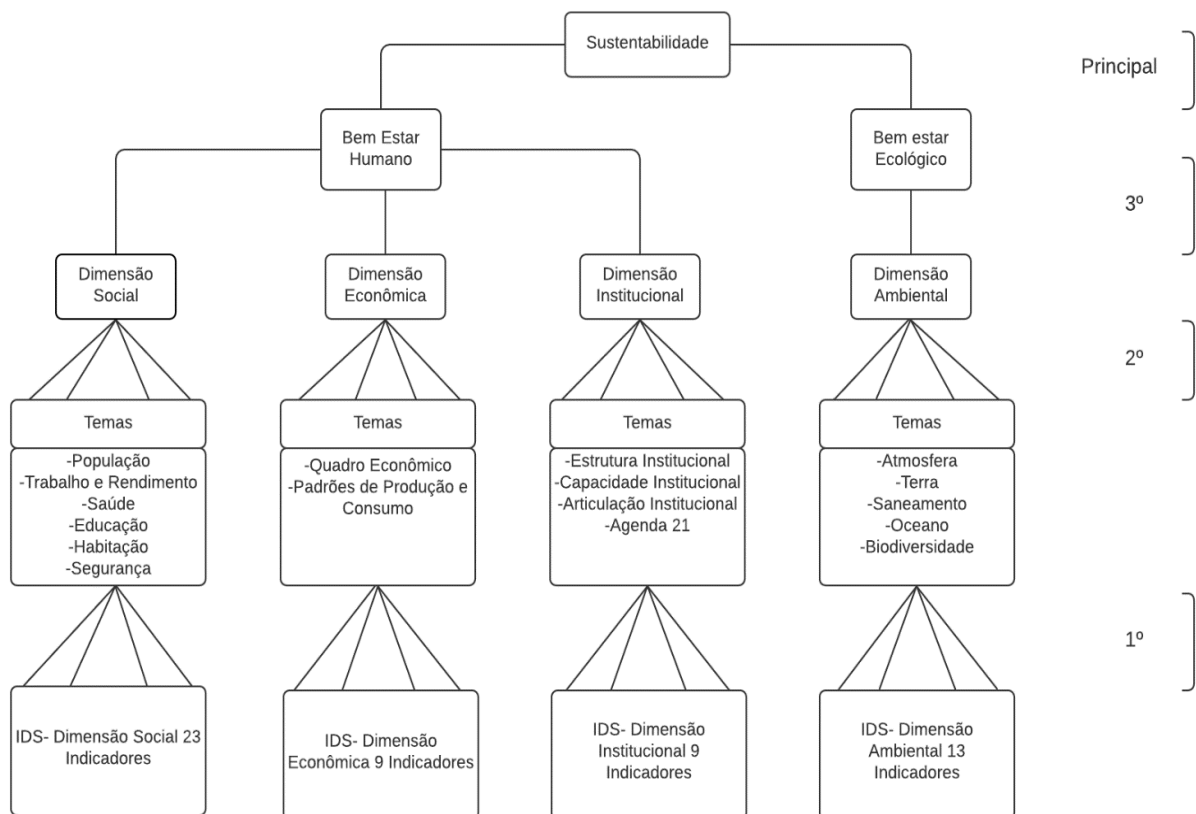 Sustentabilidade
Principal
Bem Estar
Humano
Bem estar
Ecológico
3º
Dimensão
Social
Dimensão
Econômica
Dimensão
Institucional
Dimensão
Ambiental
2º
Temas
-População
-Trabalho e Rendimento
-Saúde
-Educação
-Habitação
-Segurança
Temas
-Quadro Econômico
-Padrões de Produção e
Consumo
Temas
-Estrutura Institucional
-Capacidade Institucional
-Articulação Institucional
-Agenda 21
Temas
-Atmosfera
-Terra
-Saneamento
-Oceano
-Biodiversidade
1º
IDS- Dimensão Social 23
Indicadores
IDS- Dimensão
Econômica 9 Indicadores
IDS- Dimensão
Institucional 9
Indicadores
IDS- Dimensão
Ambiental 13
Indicadores